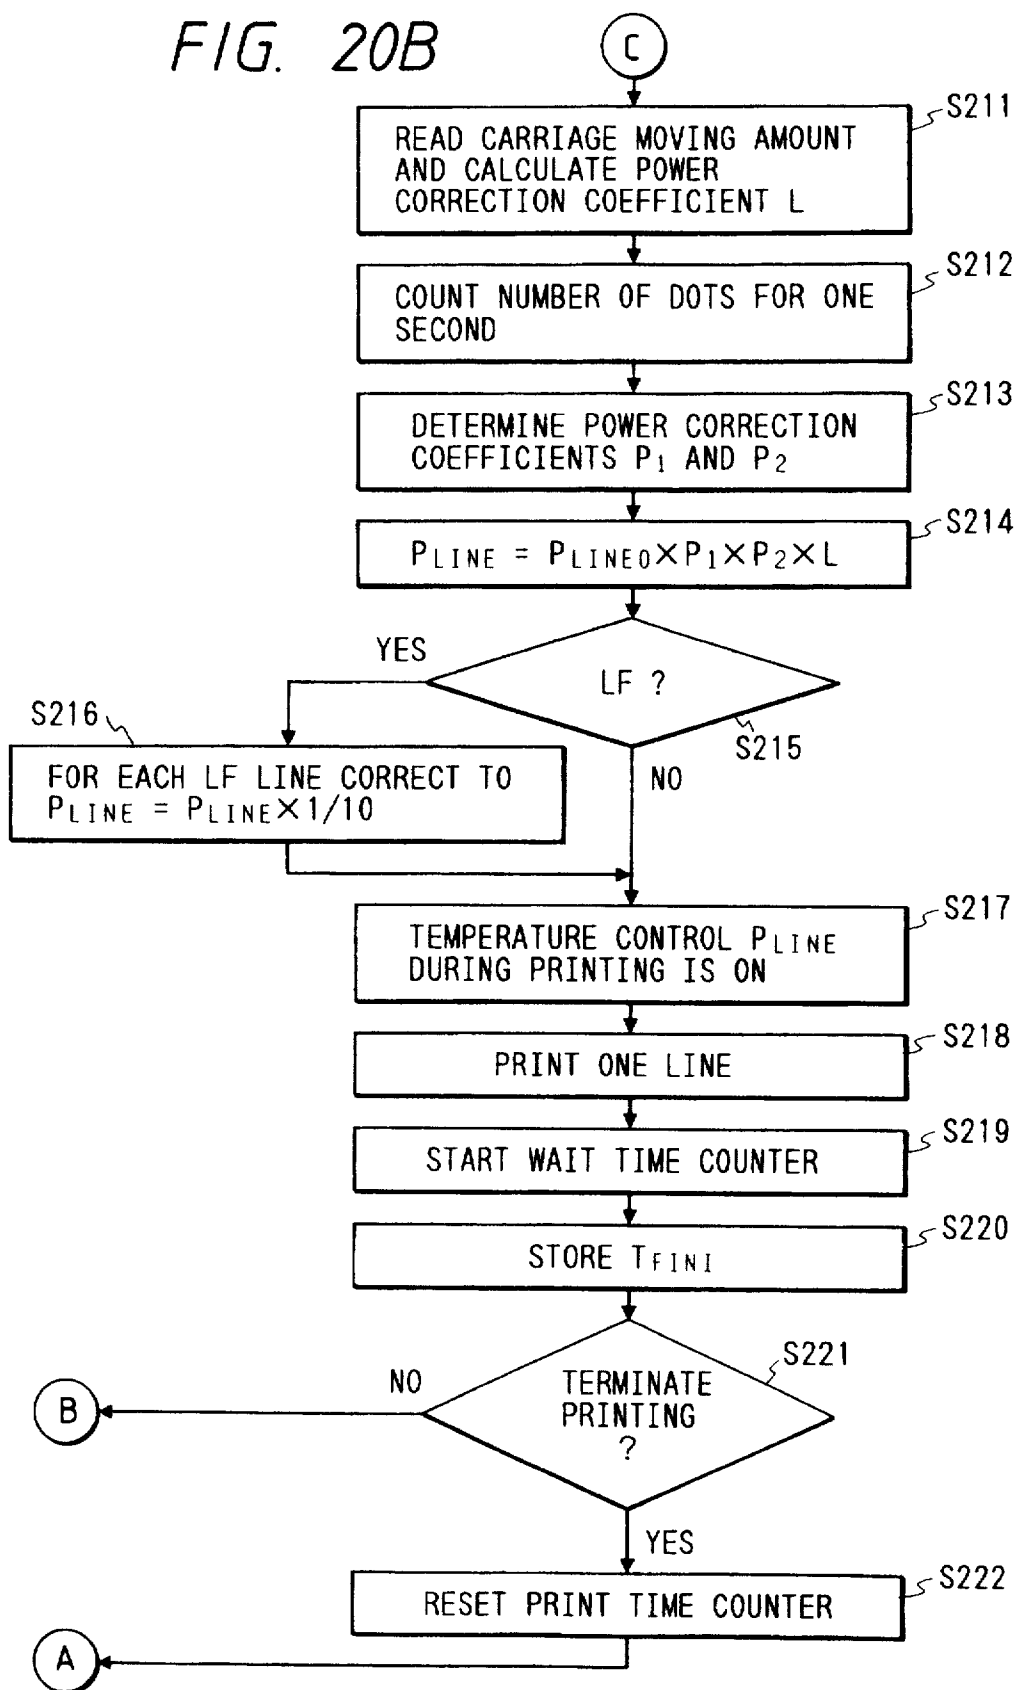 FIG. 20B
C
S211
READ CARRIAGE MOVING AMOUNT
AND CALCULATE POWER
CORRECTION COEFFICIENT L
S212
COUNT NUMBER OF DOTS FOR ONE
SECOND
S213
DETERMINE POWER CORRECTION
COEFFICIENTS P₁ AND P₂
S214
PLINE = PLINE0×P₁×P₂×L
YES
LF ?
S215
NO
S216
FOR EACH LF LINE CORRECT TO
PLINE = PLINE×1/10
S217
TEMPERATURE CONTROL PLINE
DURING PRINTING IS ON
S218
PRINT ONE LINE
S219
START WAIT TIME COUNTER
S220
STORE TFINI
S221
NO
TERMINATE
PRINTING
?
B
YES
S222
RESET PRINT TIME COUNTER
A